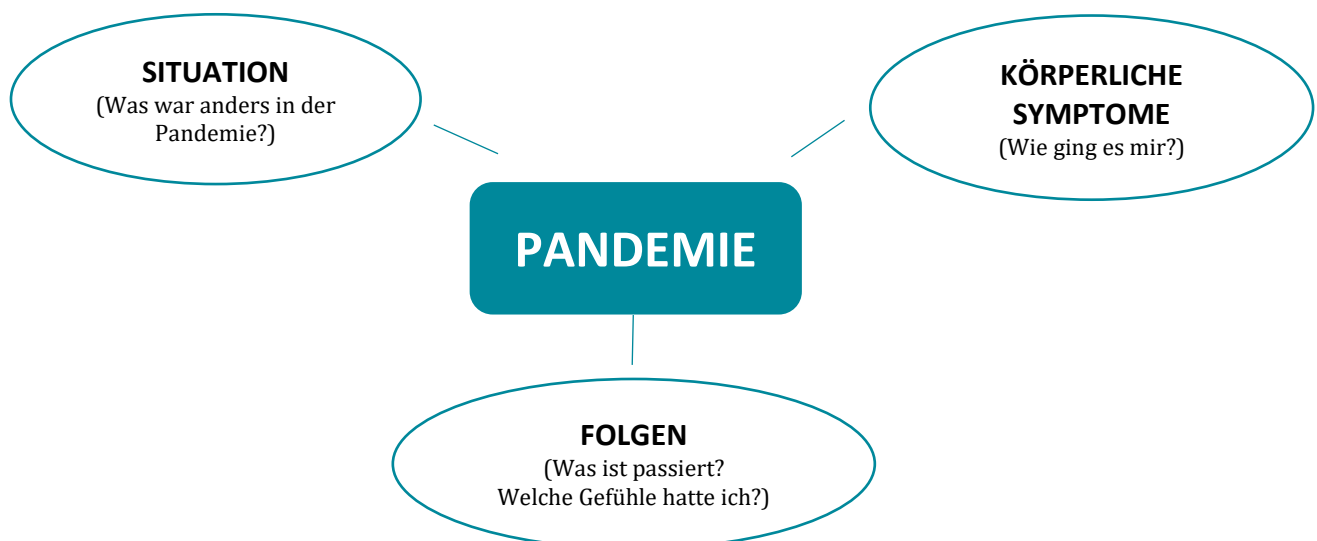 SITUATION
(Was war anders in der
Pandemie?)
KÖRPERLICHE
SYMPTOME
(Wie ging es mir?)
PANDEMIE
FOLGEN
(Was ist passiert?
Welche Gefühle hatte ich?)